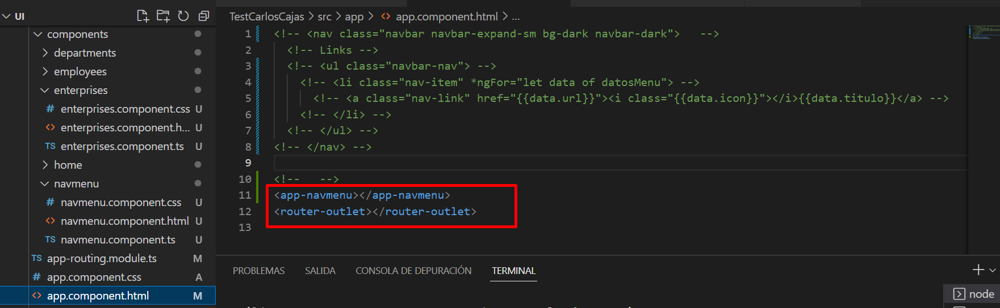 UI
components
departments
employees
enterprises
# enterprises.component.css U
<> enterprises.component.h... U
TS enterprises.component.ts U
home
navmenu
# navmenu.component.css U
<> navmenu.component.html U
TS navmenu.component.ts U
TS app-routing.module.ts M
# app.component.css A
<> app.component.html M
TestCarlosCajas > src > app > <> app.component.html > ...
1 <!-- <nav class="navbar navbar-expand-sm bg-dark navbar-dark">   -->
2 <!-- Links -->
3 <!-- <ul class="navbar-nav"> -->
4 <!-- <li class="nav-item" *ngFor="let data of datosMenu"> -->
5 <!-- <a class="nav-link" href="{{data.url}}"><i class="{{data.icon}}"></i>{{data.titulo}}</a> -->
6 <!-- </li> -->
7 <!-- </ul> -->
8 <!-- </nav> -->
9
10 <!--   -->
11 <app-navmenu></app-navmenu>
12 <router-outlet></router-outlet>
13
PROBLEMAS SALIDA CONSOLA DE DEPURACIÓN TERMINAL
node